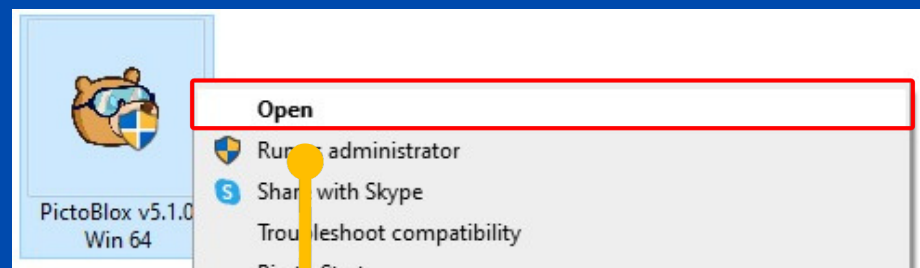 Open
Run as administrator
Share with Skype
Troubleshoot compatibility
PictoBlox v5.1.0
Win 64